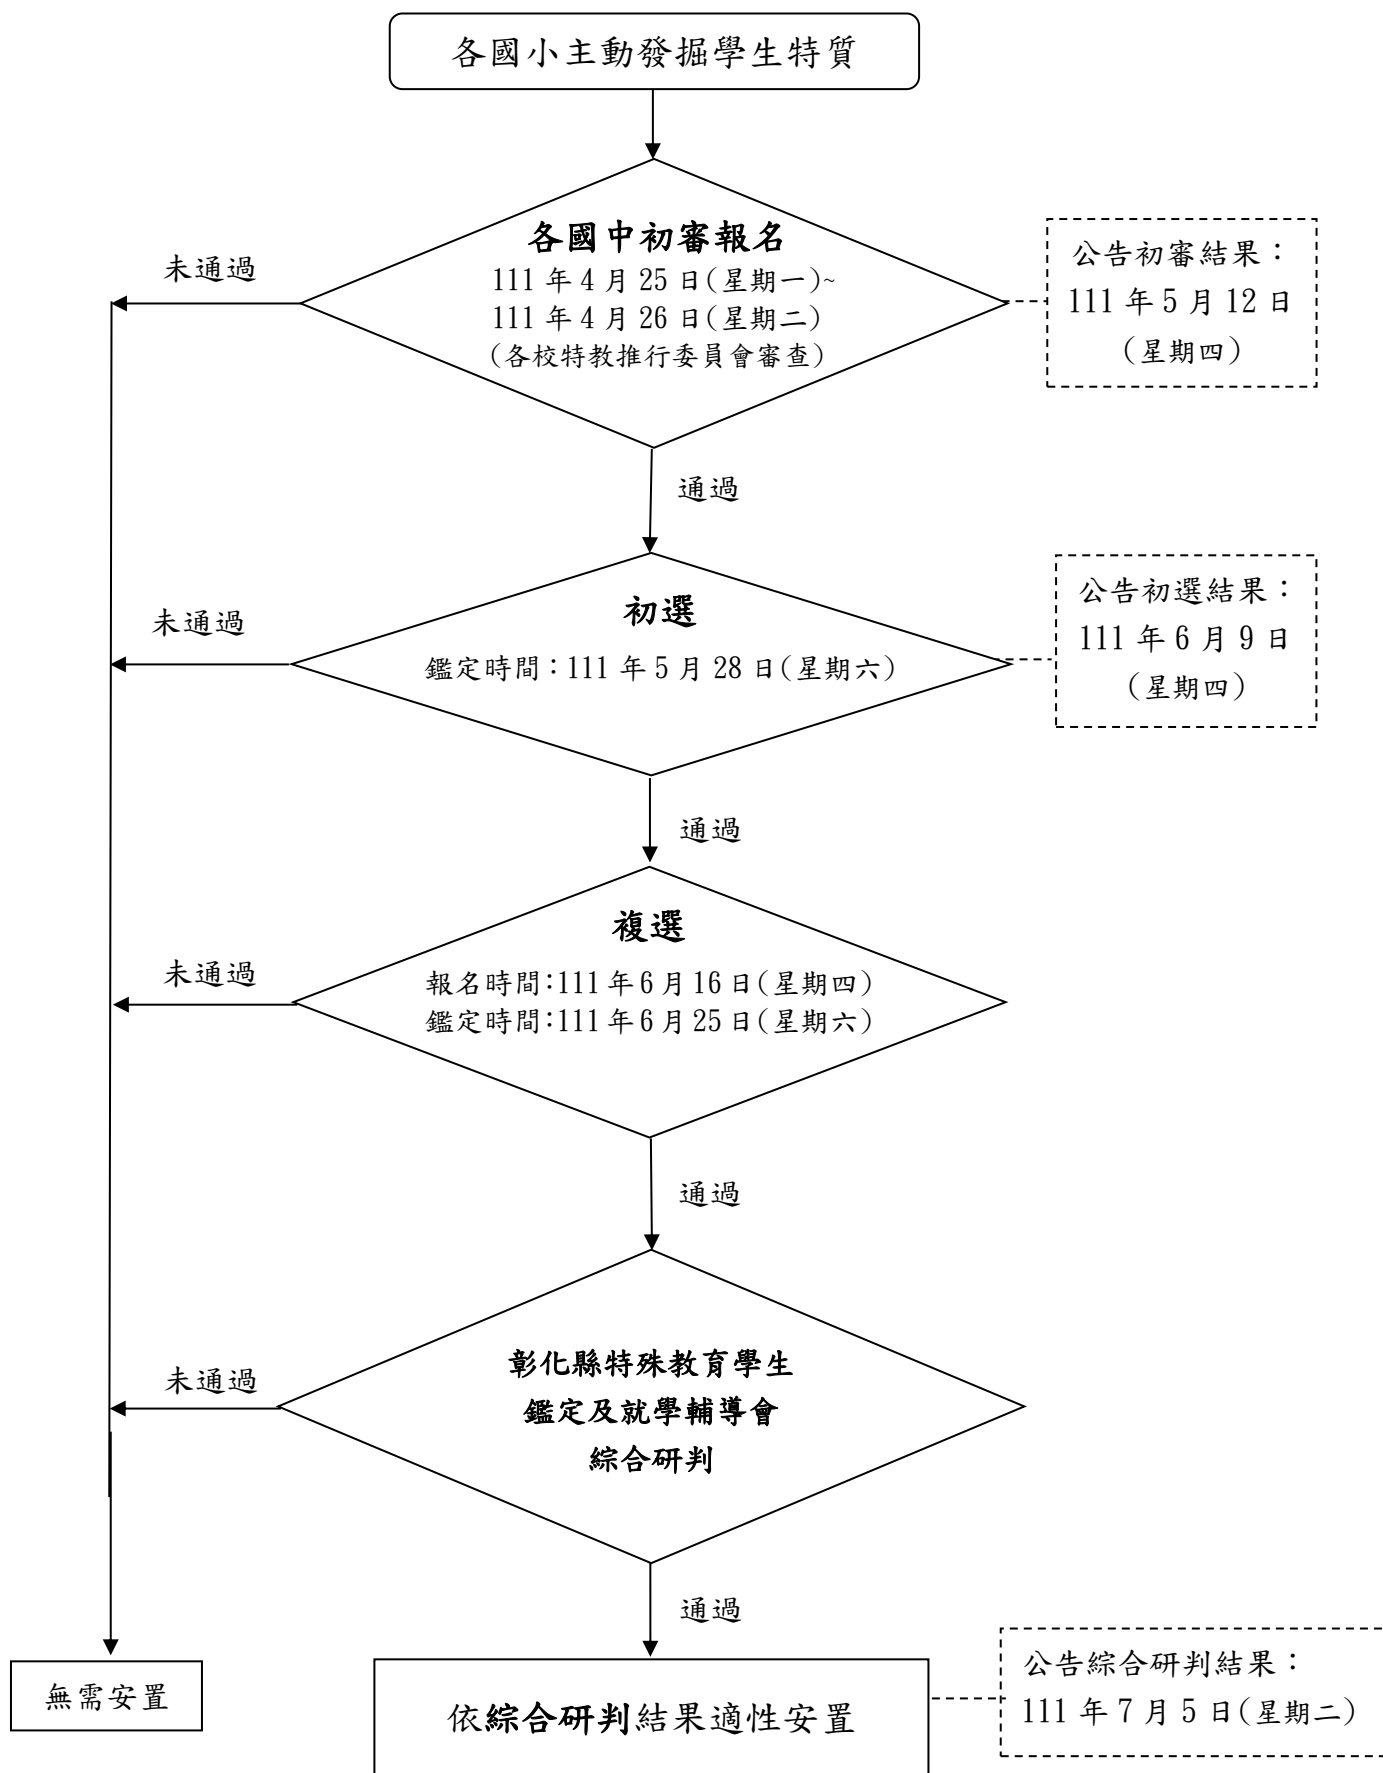 各國小主動發掘學生特質
各國中初審報名
111 年 4 月 25 日(星期一)~
111 年 4 月 26 日(星期二)
(各校特教推行委員會審查)
未通過
公告初審結果：
111 年 5 月 12 日
(星期四)
通過
初選
鑑定時間：111 年 5 月 28 日(星期六)
未通過
公告初選結果：
111 年 6 月 9 日
(星期四)
通過
複選
報名時間:111 年 6 月 16 日(星期四)
鑑定時間:111 年 6 月 25 日(星期六)
未通過
通過
彰化縣特殊教育學生
鑑定及就學輔導會
綜合研判
未通過
通過
無需安置
依綜合研判結果適性安置
公告綜合研判結果：
111 年 7 月 5 日(星期二)